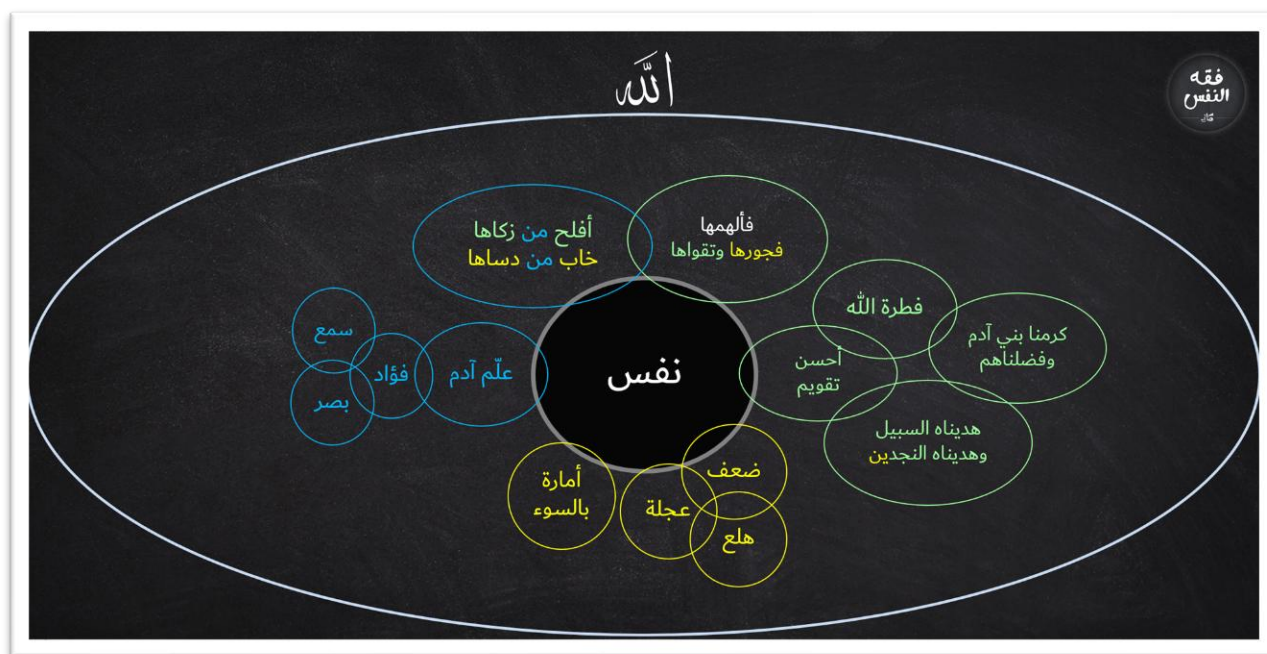 الله
فقه
النفس
فألهمها
فجورها وتقواها
أفلح من زكاها
خاب من دساها
فطرة الله
كرمنا بني آدم
وفضلناهم
أحسن
تقويم
هديناه السبيل
وهديناه النجدين
نفس
علّم آدم
فؤاد
سمع
بصر
ضعف
عجلة
هلع
أمارة
بالسوء